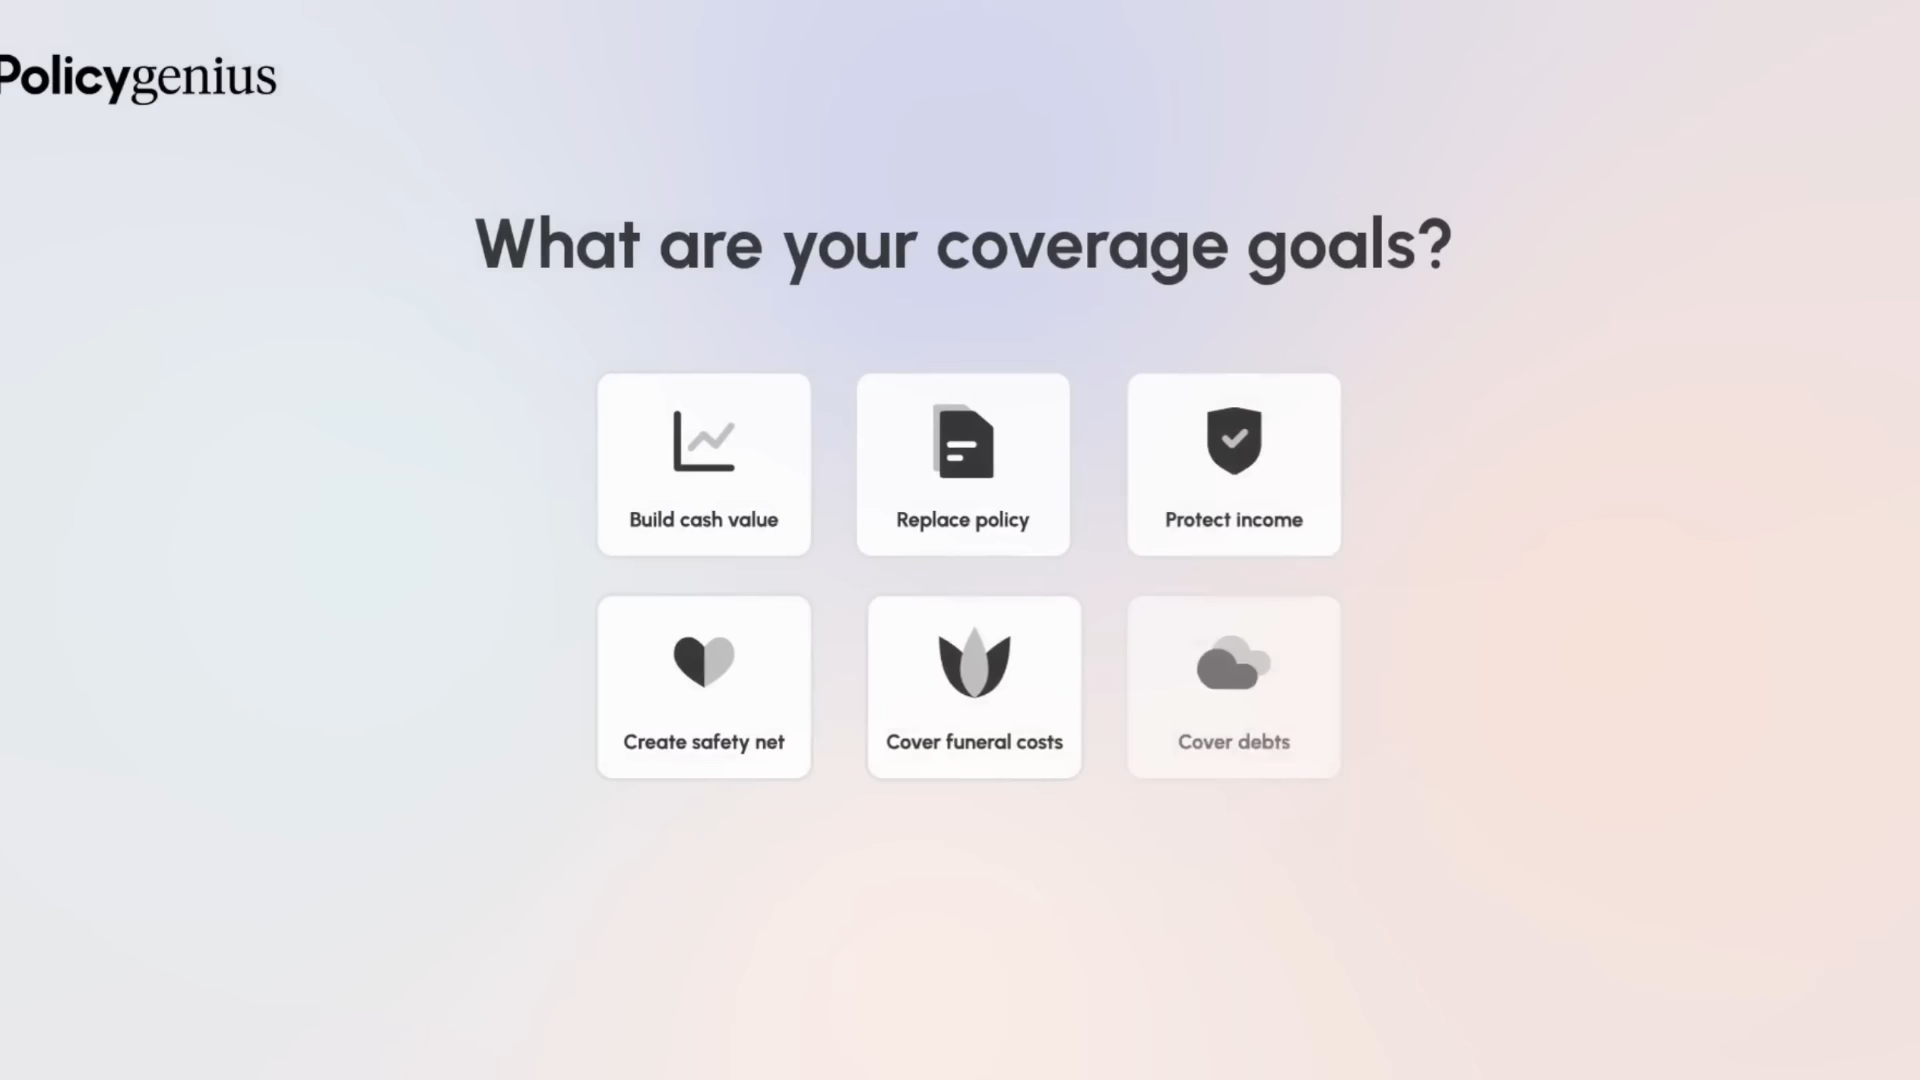 Policygenius
What are your coverage goals?
Build cash value
Replace policy
Protect income
Create safety net
Cover funeral costs
Cover debts